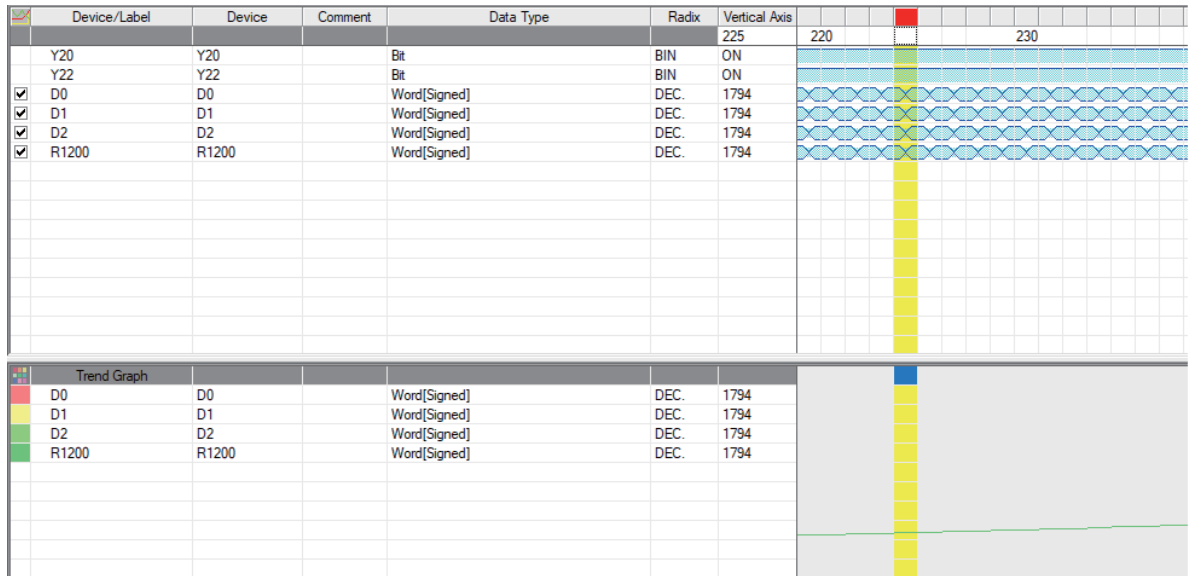 Device/Label Device Comment Data Type Radix Vertical Axis
225 220 230
Y20 Y20 Bit BIN ON
Y22 Y22 Bit BIN ON
D0 D0 Word[Signed] DEC. 1794
D1 D1 Word[Signed] DEC. 1794
D2 D2 Word[Signed] DEC. 1794
R1200 R1200 Word[Signed] DEC. 1794
Trend Graph
D0 D0 Word[Signed] DEC. 1794
D1 D1 Word[Signed] DEC. 1794
D2 D2 Word[Signed] DEC. 1794
R1200 R1200 Word[Signed] DEC. 1794